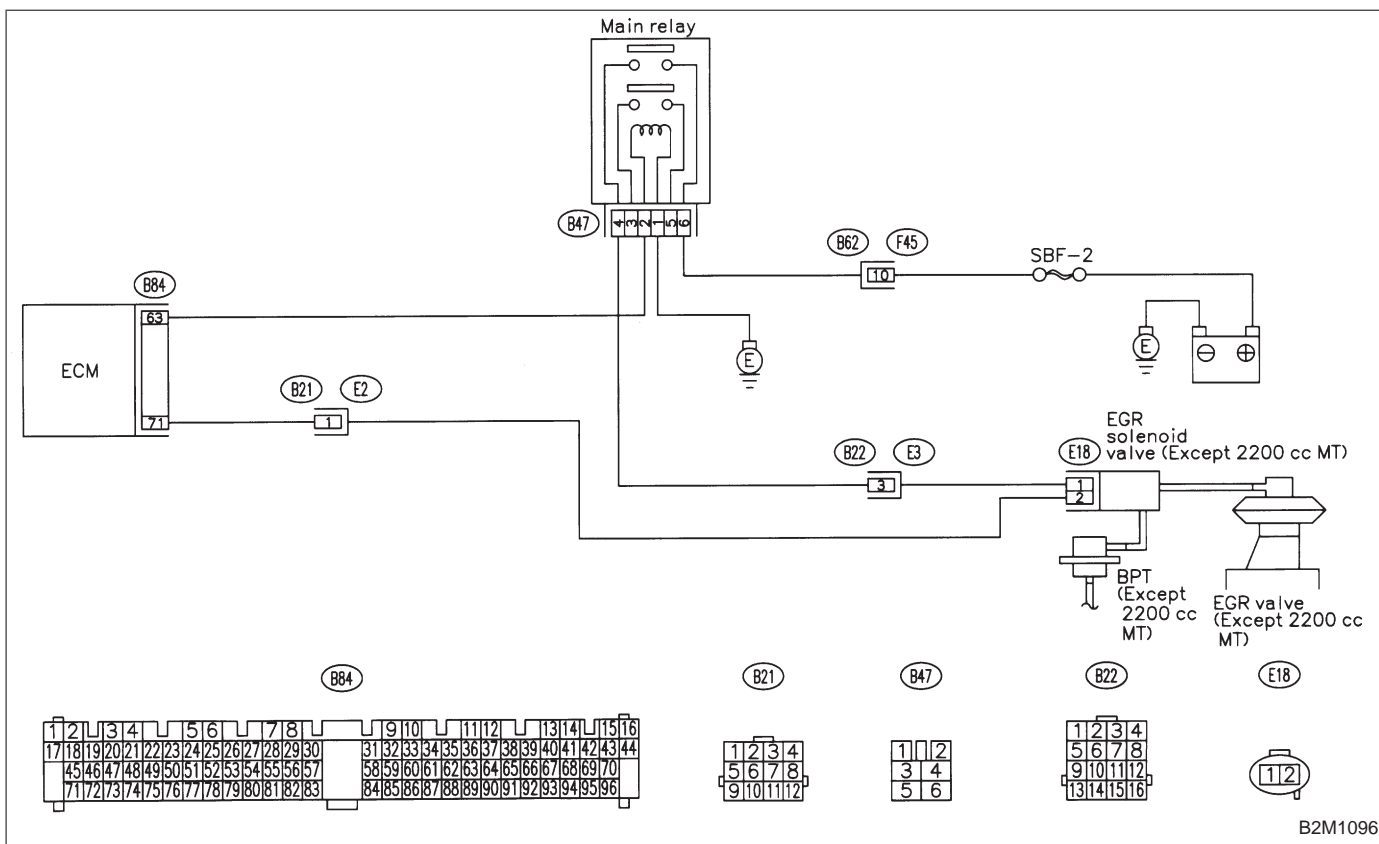 Main relay
B47
4 3 2 1 5 6
B62 F45
10
SBF-2
B84
63
ECM
71
B21 E2
1
E
E
⊖ ⊕
B22 E3
3
E18
1
2
EGR
solenoid
valve (Except 2200 cc MT)
BPT
(Except
2200 cc
MT)
EGR valve
(Except 2200 cc
MT)
B84
1 2 3 4 5 6 7 8 9 10 11 12 13 14 15 16
17 18 19 20 21 22 23 24 25 26 27 28 29 30 31 32 33 34 35 36 37 38 39 40 41 42 43 44
45 46 47 48 49 50 51 52 53 54 55 56 57 58 59 60 61 62 63 64 65 66 67 68 69 70
71 72 73 74 75 76 77 78 79 80 81 82 83 84 85 86 87 88 89 90 91 92 93 94 95 96
B21
1 2 3 4
5 6 7 8
9 10 11 12
B47
1 2
3 4
5 6
B22
1 2 3 4
5 6 7 8
9 10 11 12
13 14 15 16
E18
1 2
B2M1096